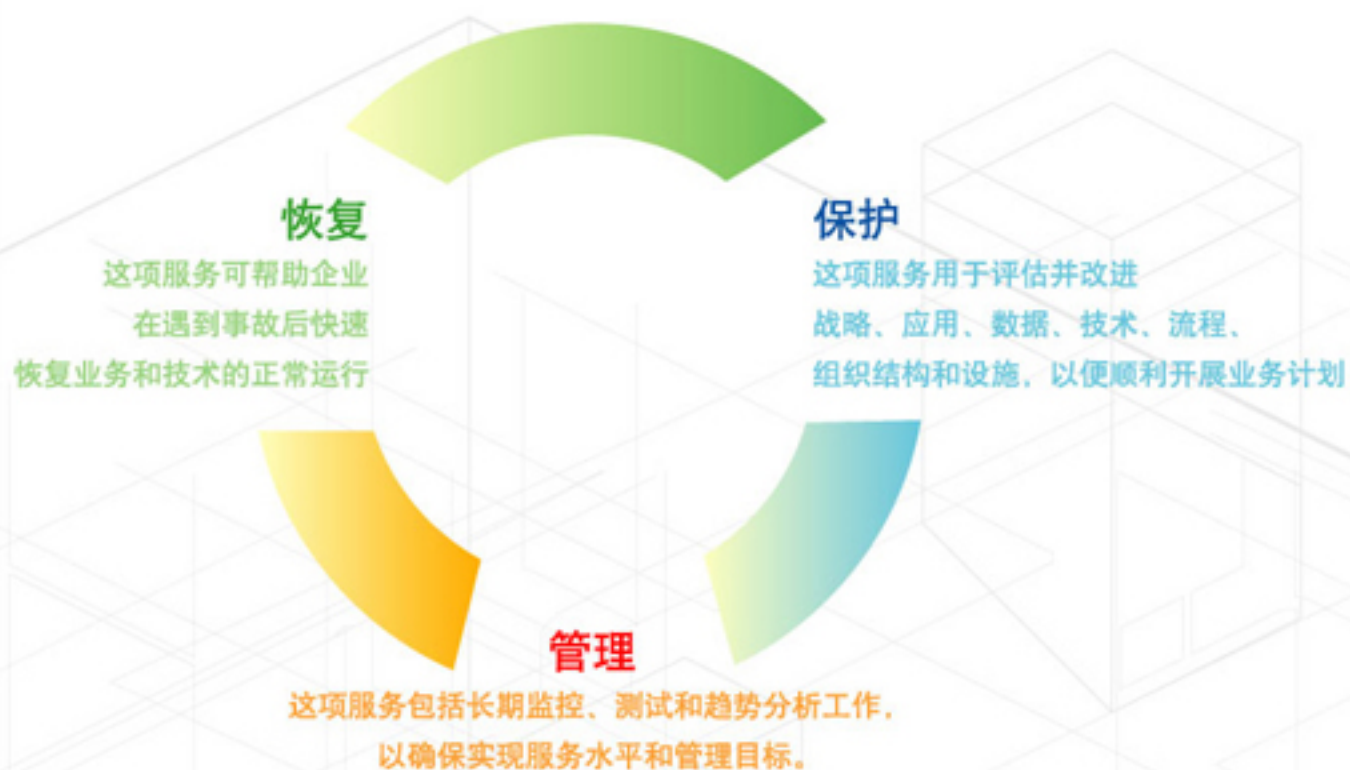 恢复
这项服务可帮助企业
在遇到事故后快速
恢复业务和技术的正常运行
保护
这项服务用于评估并改进
战略、应用、数据、技术、流程、
组织结构和设施，以便顺利开展业务计划
管理
这项服务包括长期监控、测试和趋势分析工作，
以确保实现服务水平和管理目标。